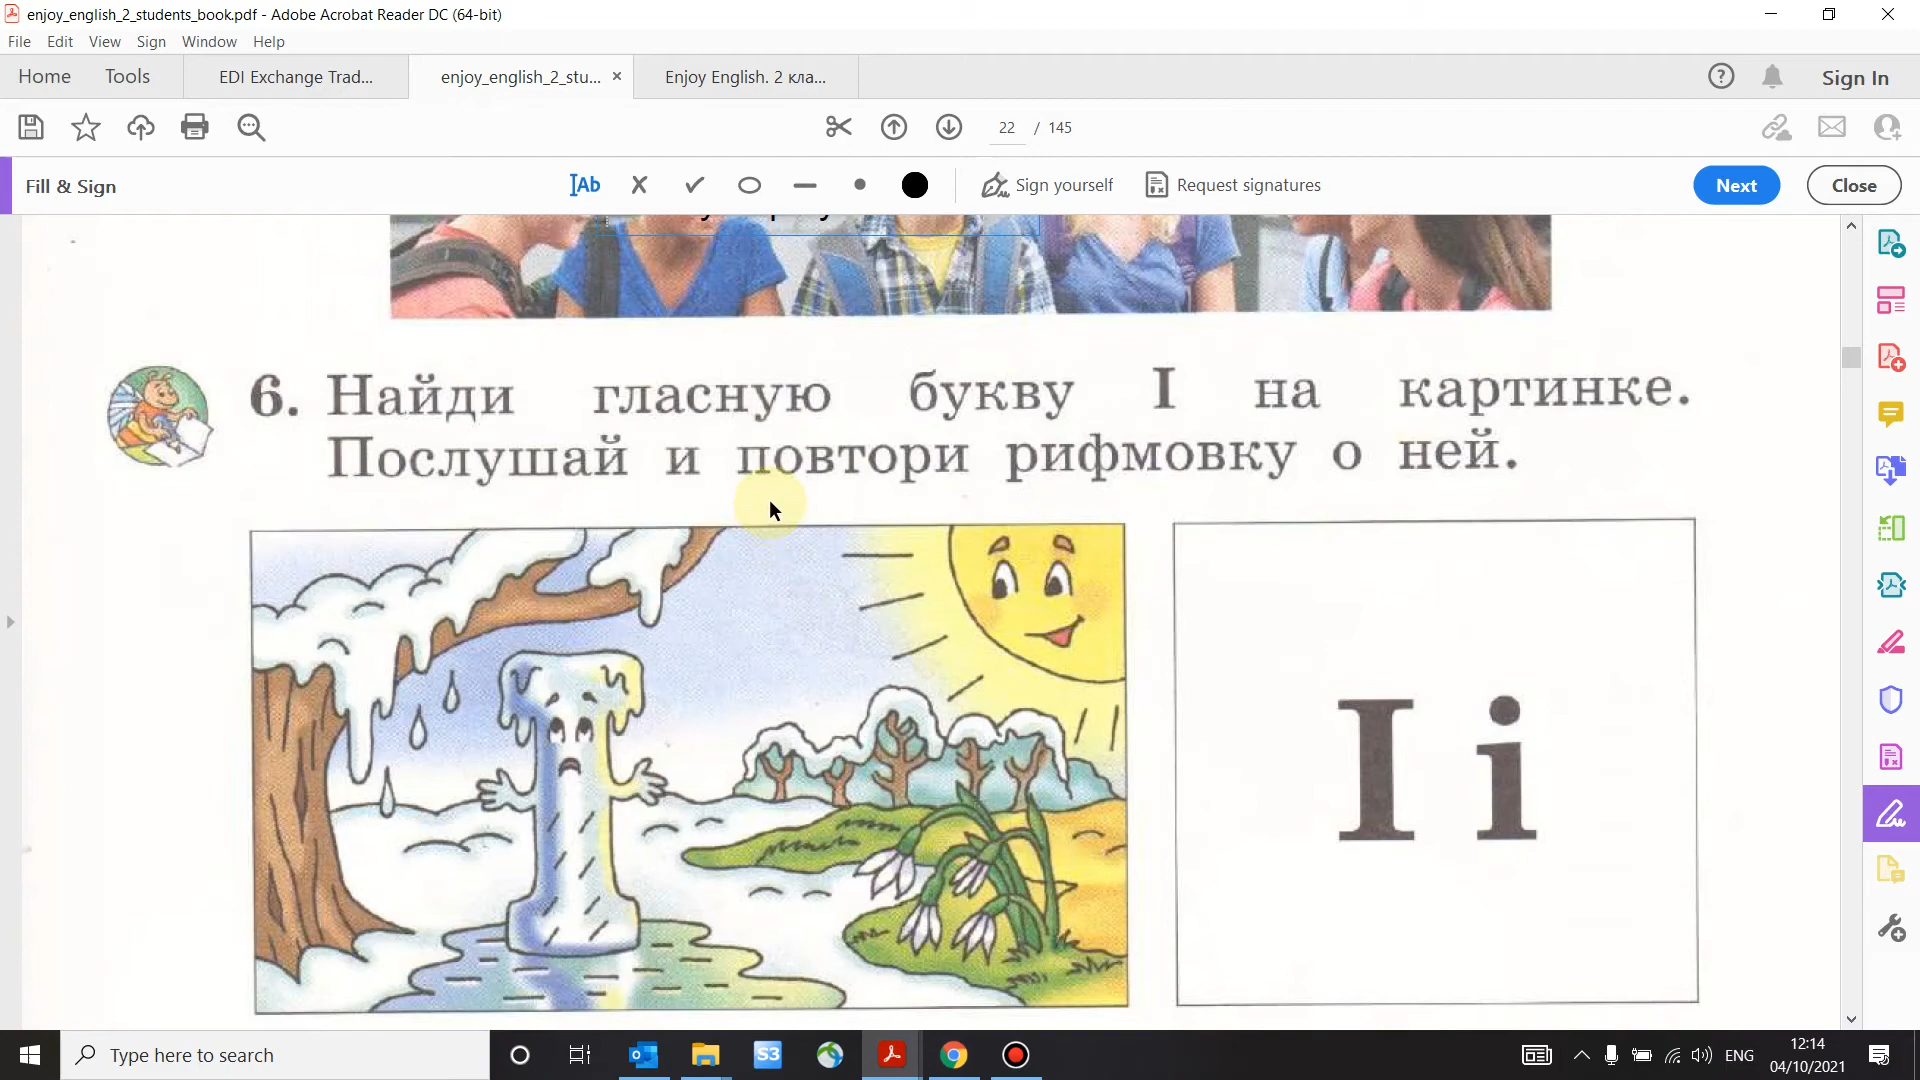 enjoy_english_2_students_book.pdf - Adobe Acrobat Reader DC (64-bit)
File Edit View Sign Window Help
Home Tools EDI Exchange Trad... enjoy_english_2_stu... × Enjoy English. 2 кла... Sign In
22 / 145
Fill & Sign Ab Sign yourself Request signatures Next Close
6. Найди гласную букву I на картинке.
Послушай и повтори рифмовку о ней.
I i
Type here to search S3 ENG 12:14
04/10/2021